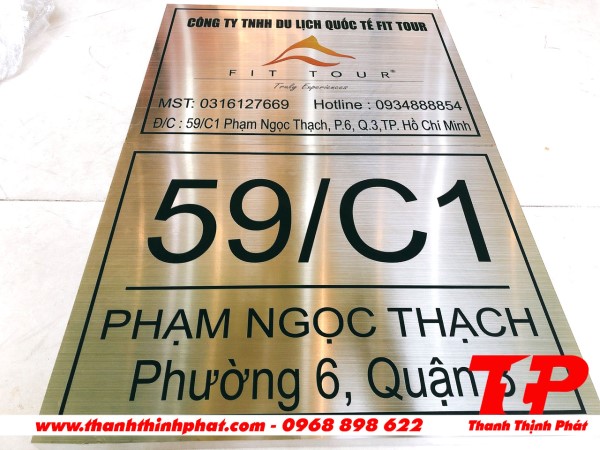 CÔNG TY TNHH DU LỊCH QUỐC TẾ FIT TOUR
FIT TOUR®
Truly Experiences
MST: 0316127669 Hotline : 0934888854
Đ/C : 59/C1 Phạm Ngọc Thạch, P.6, Q.3,TP. Hồ Chí Minh
59/C1
PHẠM NGỌC THẠCH
Phường 6, Quận 3
TP
Thanh Thịnh Phát
www.thanhthinhphat.com - 0968 898 622